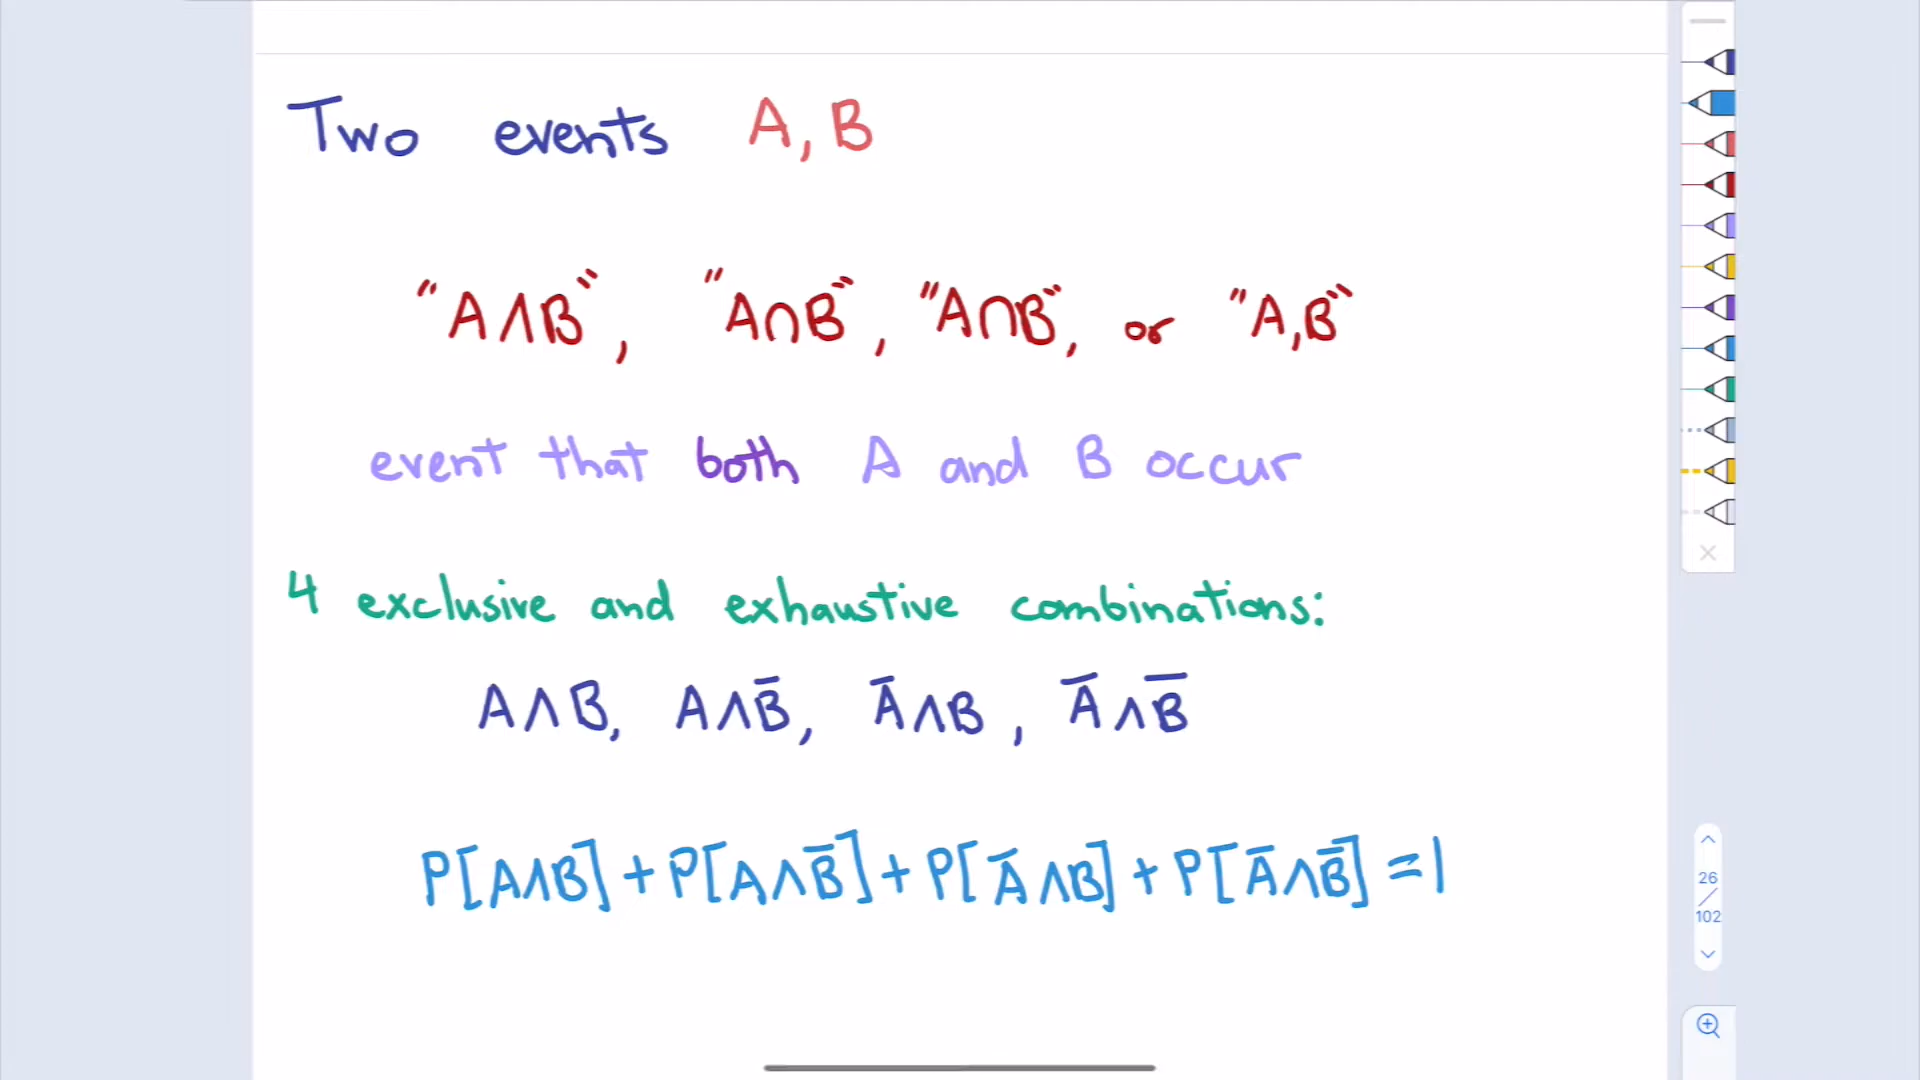 Two events A, B
"A∧B", "A∩B", "A∩B", or "A,B"
event that both A and B occur
4 exclusive and exhaustive combinations:
A∧B, A∧B̅, A̅∧B, A̅∧B̅
P[A∧B]+P[A∧B̅]+P[A̅∧B]+P[A̅∧B̅]=1
26
/
102